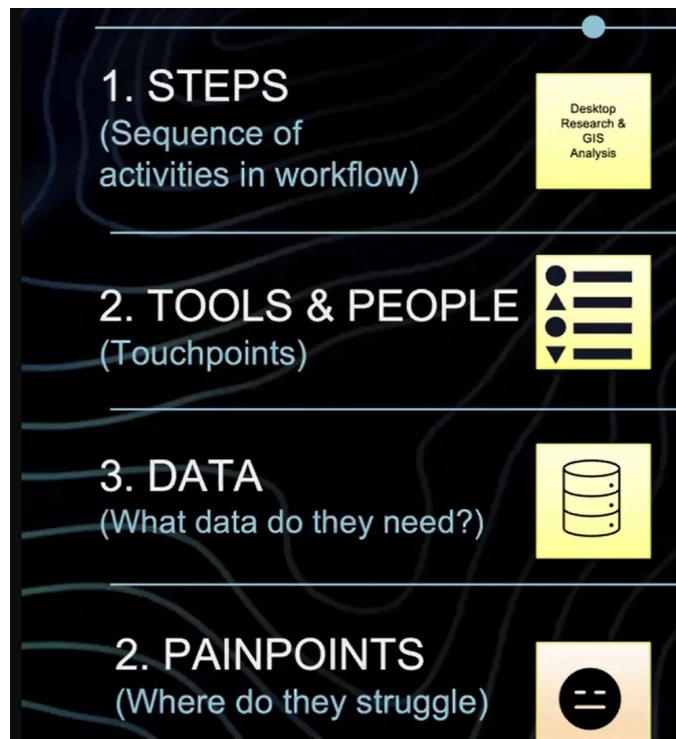 1. STEPS
(Sequence of
activities in workflow)
Desktop
Research &
GIS
Analysis
2. TOOLS & PEOPLE
(Touchpoints)
3. DATA
(What data do they need?)
2. PAINPOINTS
(Where do they struggle)